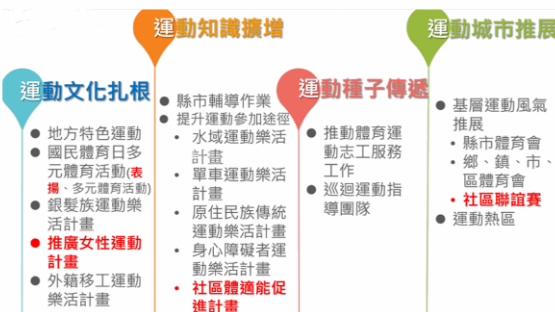 運動文化扎根
● 地方特色運動
● 國民體育日多
元體育活動(表
揚、多元體育活動)
● 銀髮族運動樂
活計畫
● 推廣女性運動
計畫
● 外籍移工運動
樂活計畫
運動知識擴增
● 縣市輔導作業
● 提升運動參加途徑
• 水域運動樂活
計畫
• 單車運動樂活
計畫
• 原住民族傳統
運動樂活計畫
• 身心障礙者運
動樂活計畫
• 社區體適能促
進計畫
運動種子傳遞
● 推動體育運
動志工服務
工作
● 巡迴運動指
導團隊
運動城市推展
● 基層運動風氣
推展
• 縣市體育會
• 鄉、鎮、市、
區體育會
• 社區聯誼賽
● 運動熱區